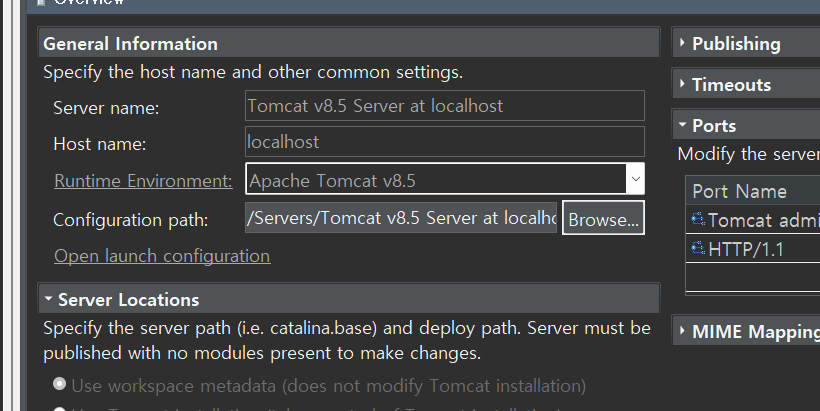 Overview
General Information
Specify the host name and other common settings.
Server name:
Tomcat v8.5 Server at localhost
Host name:
localhost
Runtime Environment:
Apache Tomcat v8.5
Configuration path:
/Servers/Tomcat v8.5 Server at localho
Browse...
Open launch configuration
Server Locations
Specify the server path (i.e. catalina.base) and deploy path. Server must be
published with no modules present to make changes.
Use workspace metadata (does not modify Tomcat installation)
Publishing
Timeouts
Ports
Modify the server
Port Name
Tomcat admi
HTTP/1.1
MIME Mapping